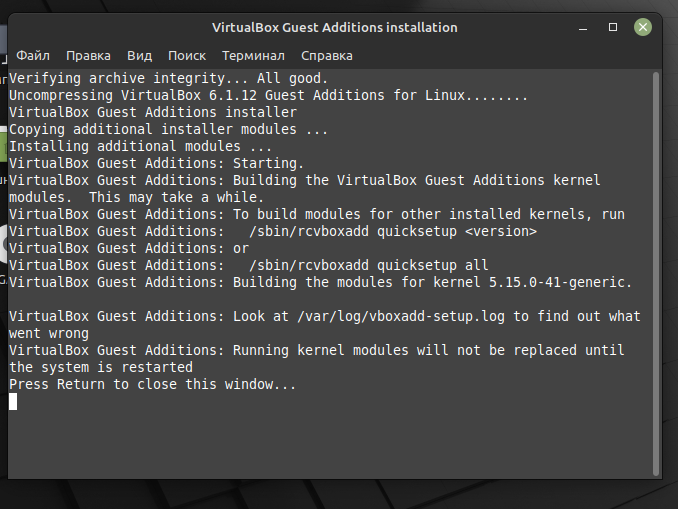 VirtualBox Guest Additions installation
Файл Правка Вид Поиск Терминал Справка
Verifying archive integrity... All good.
Uncompressing VirtualBox 6.1.12 Guest Additions for Linux........
VirtualBox Guest Additions installer
Copying additional installer modules ...
Installing additional modules ...
VirtualBox Guest Additions: Starting.
VirtualBox Guest Additions: Building the VirtualBox Guest Additions kernel
modules.  This may take a while.
VirtualBox Guest Additions: To build modules for other installed kernels, run
VirtualBox Guest Additions:   /sbin/rcvboxadd quicksetup <version>
VirtualBox Guest Additions: or
VirtualBox Guest Additions:   /sbin/rcvboxadd quicksetup all
VirtualBox Guest Additions: Building the modules for kernel 5.15.0-41-generic.
VirtualBox Guest Additions: Look at /var/log/vboxadd-setup.log to find out what
went wrong
VirtualBox Guest Additions: Running kernel modules will not be replaced until
the system is restarted
Press Return to close this window...